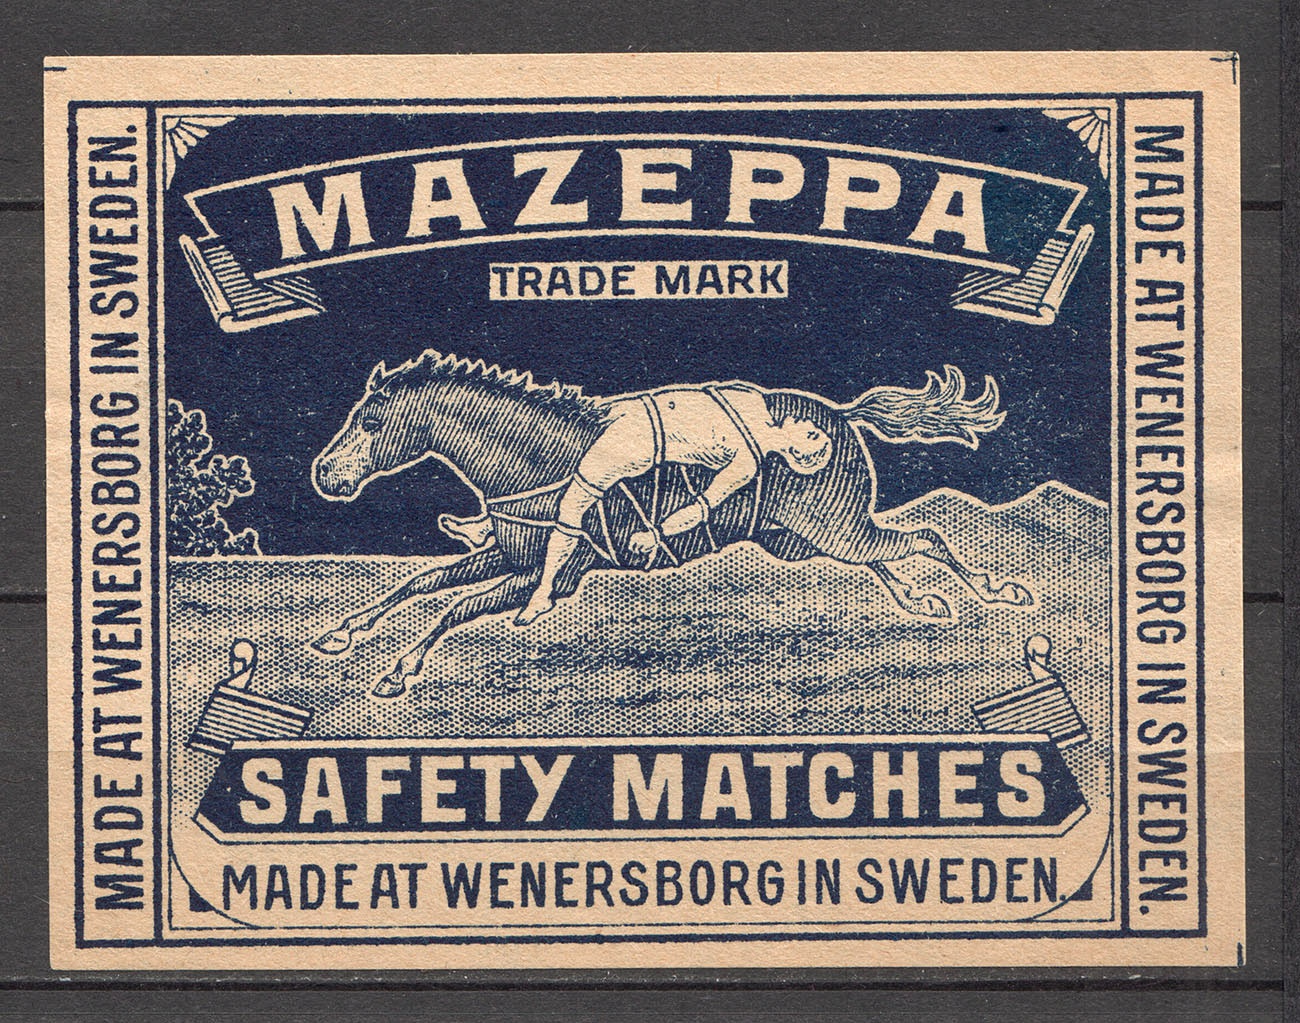 MAZEPPA
TRADE MARK
SAFETY MATCHES
MADE AT WENERSBORG IN SWEDEN.
MADE AT WENERSBORG IN SWEDEN.
MADE AT WENERSBORG IN SWEDEN.